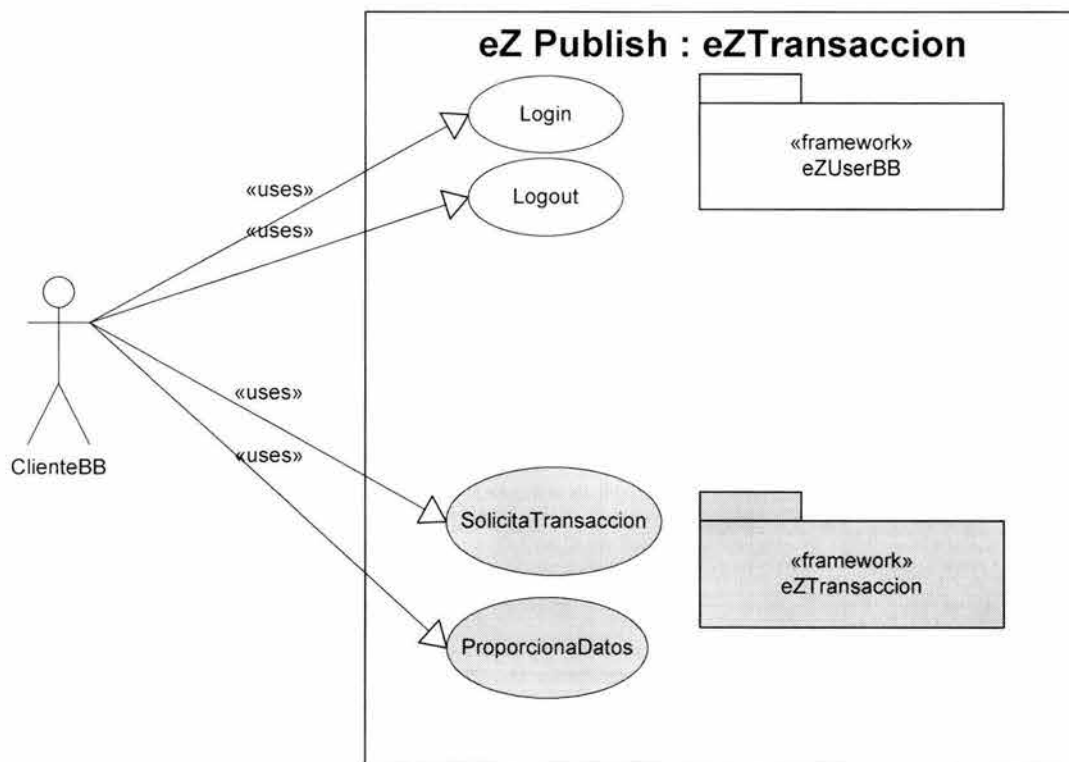 eZ Publish : eZTransaccion
Login
«framework»
eZUserBB
«uses»
Logout
«uses»
«uses»
ClienteBB
«uses»
SolicitaTransaccion
«framework»
eZTransaccion
ProporcionaDatos